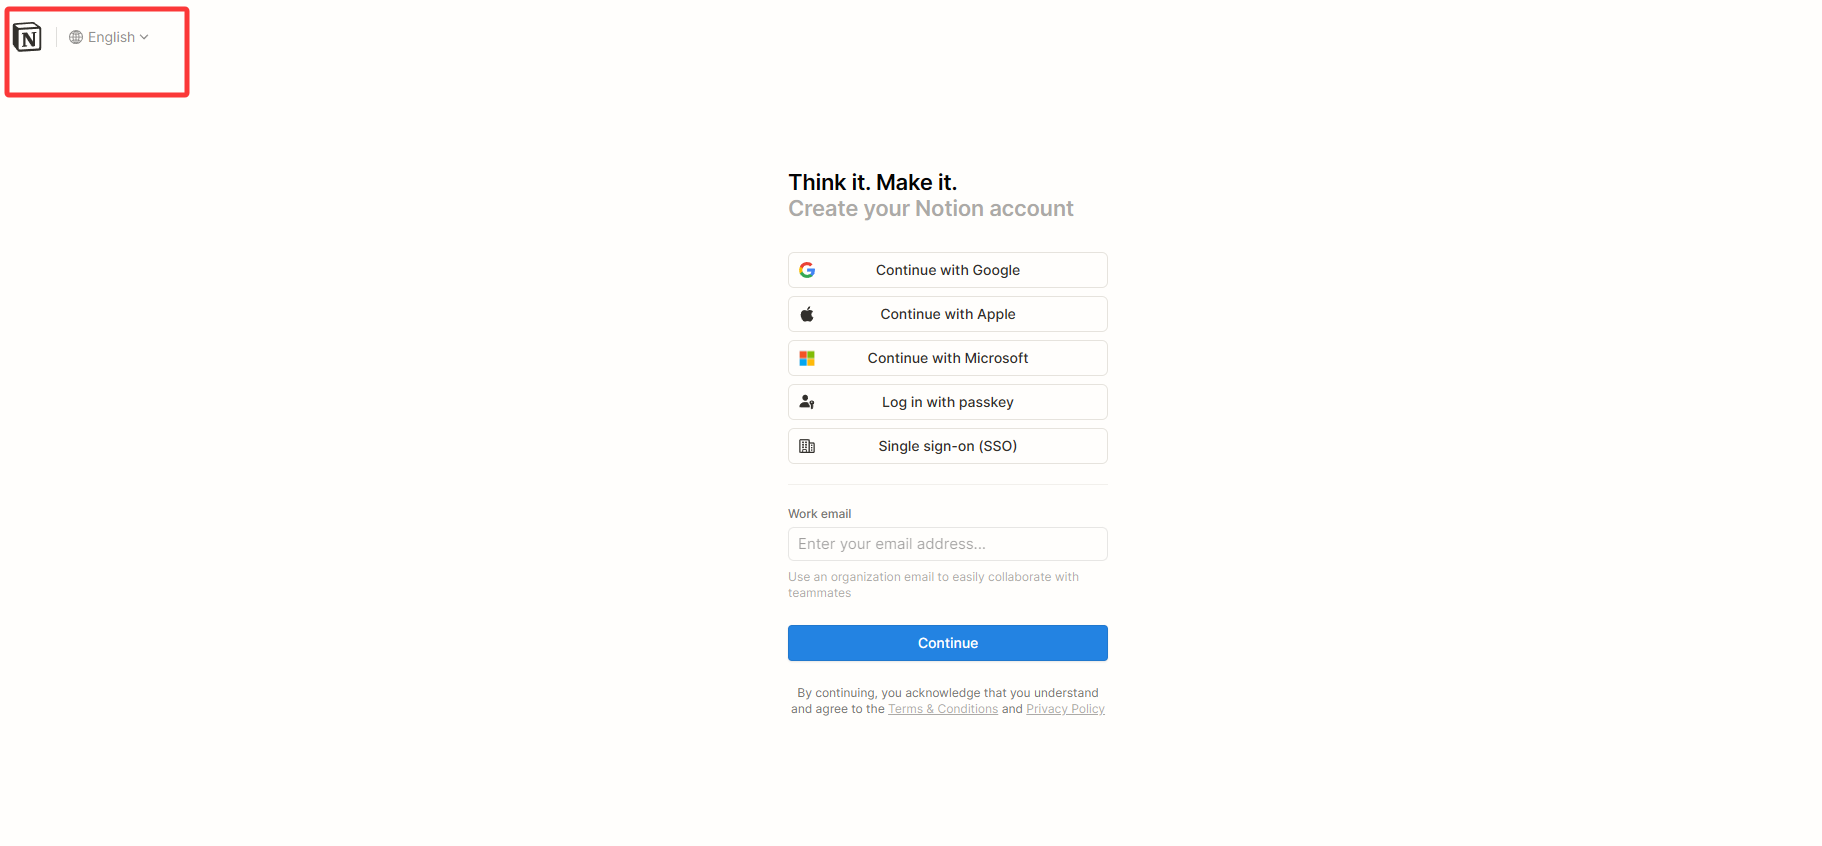 N
English
Think it. Make it.
Create your Notion account
Continue with Google
Continue with Apple
Continue with Microsoft
Log in with passkey
Single sign-on (SSO)
Work email
Enter your email address...
Use an organization email to easily collaborate with
teammates
Continue
By continuing, you acknowledge that you understand
and agree to the Terms & Conditions and Privacy Policy